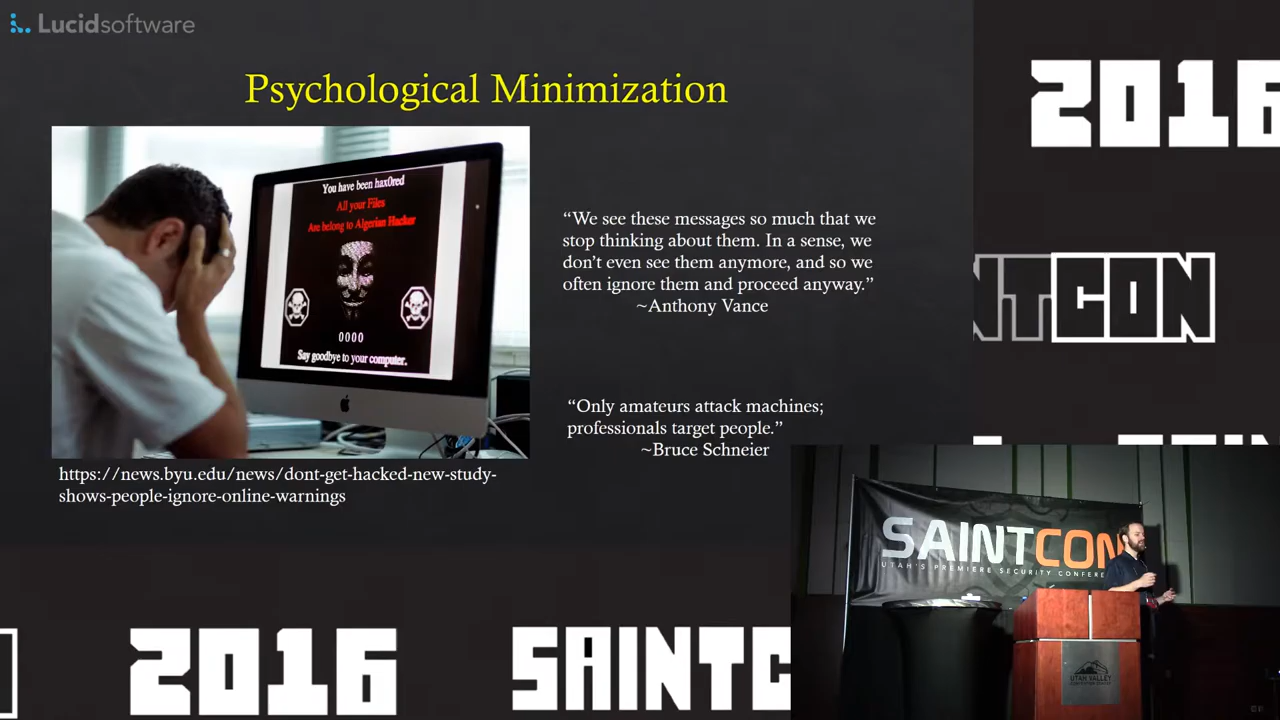 Lucidsoftware
Psychological Minimization
You have been hax0red
All your Files
Are belong to Algerian Hacker
0000
Say goodbye to your computer.
“We see these messages so much that we
stop thinking about them. In a sense, we
don’t even see them anymore, and so we
often ignore them and proceed anyway.”
~Anthony Vance
“Only amateurs attack machines;
professionals target people.”
~Bruce Schneier
https://news.byu.edu/news/dont-get-hacked-new-study-
shows-people-ignore-online-warnings
2016
NTCON
SAINTCON
UTAH'S PREMIERE SECURITY CONFERE
UTAH VALLEY
2016
SAINTC